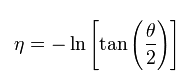 η = − ln [ tan ( θ/2 ) ]